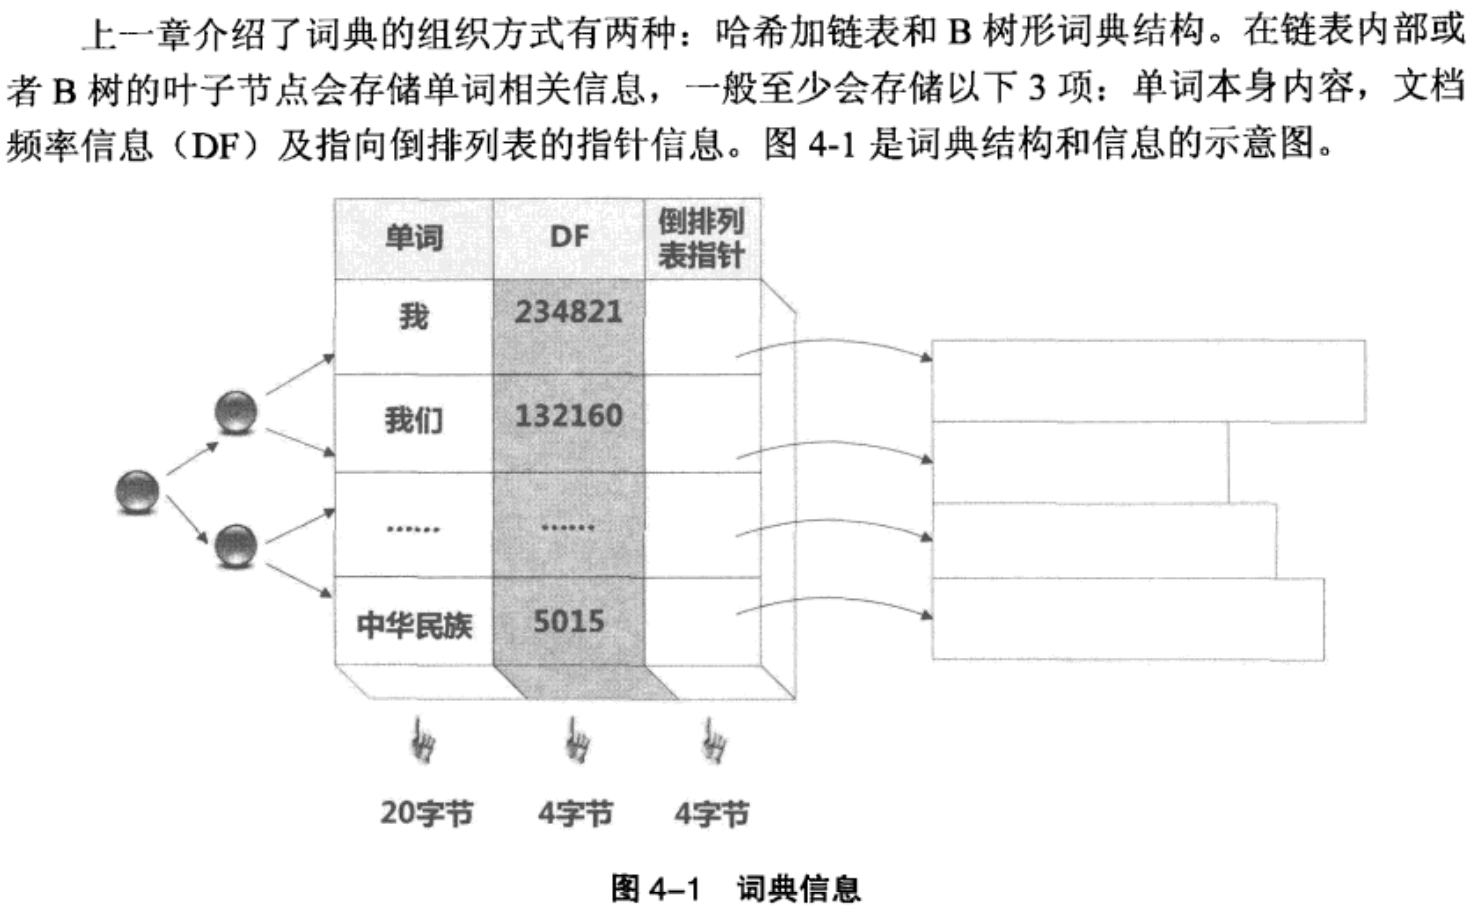 上一章介绍了词典的组织方式有两种：哈希加链表和 B 树形词典结构。在链表内部或
者 B 树的叶子节点会存储单词相关信息，一般至少会存储以下 3 项：单词本身内容，文档
频率信息（DF）及指向倒排列表的指针信息。图 4-1 是词典结构和信息的示意图。
单词 DF 倒排列
表指针
我 234821
我们 132160
…… ……
中华民族 5015
20字节 4字节 4字节
图 4–1 词典信息